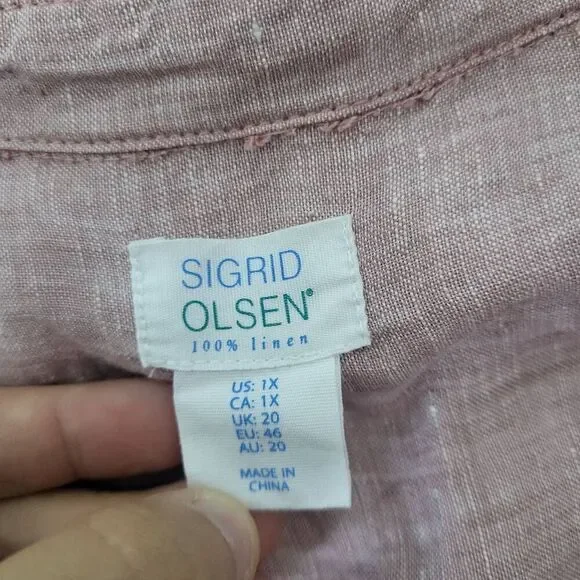 SIGRID
OLSEN®
100% linen
US: 1X
CA: 1X
UK: 20
EU: 46
AU: 20
MADE IN
CHINA